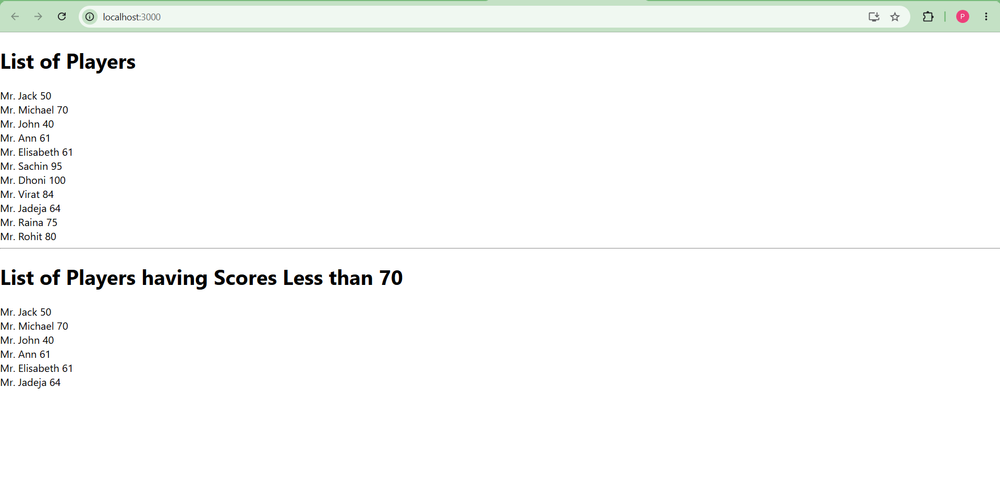 localhost:3000
P
List of Players
Mr. Jack 50
Mr. Michael 70
Mr. John 40
Mr. Ann 61
Mr. Elisabeth 61
Mr. Sachin 95
Mr. Dhoni 100
Mr. Virat 84
Mr. Jadeja 64
Mr. Raina 75
Mr. Rohit 80
List of Players having Scores Less than 70
Mr. Jack 50
Mr. Michael 70
Mr. John 40
Mr. Ann 61
Mr. Elisabeth 61
Mr. Jadeja 64